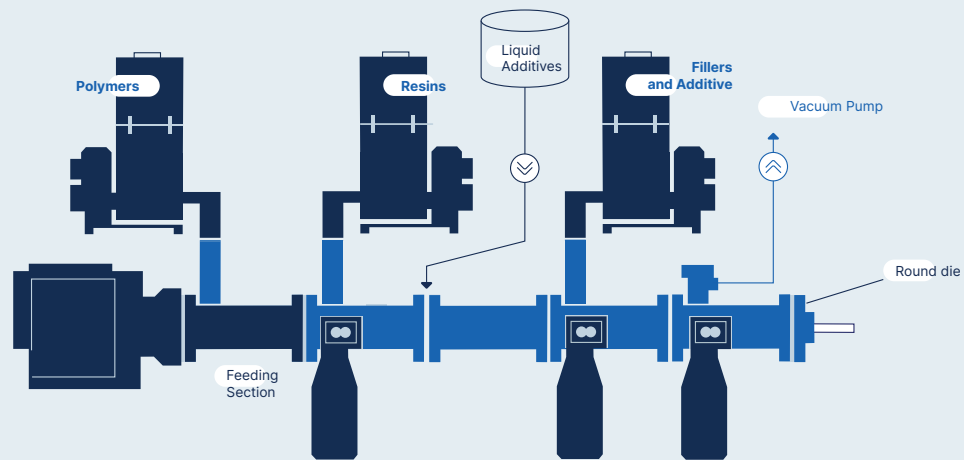 Polymers
Resins
Liquid
Additives
Fillers
and Additive
Vacuum Pump
Round die
Feeding
Section